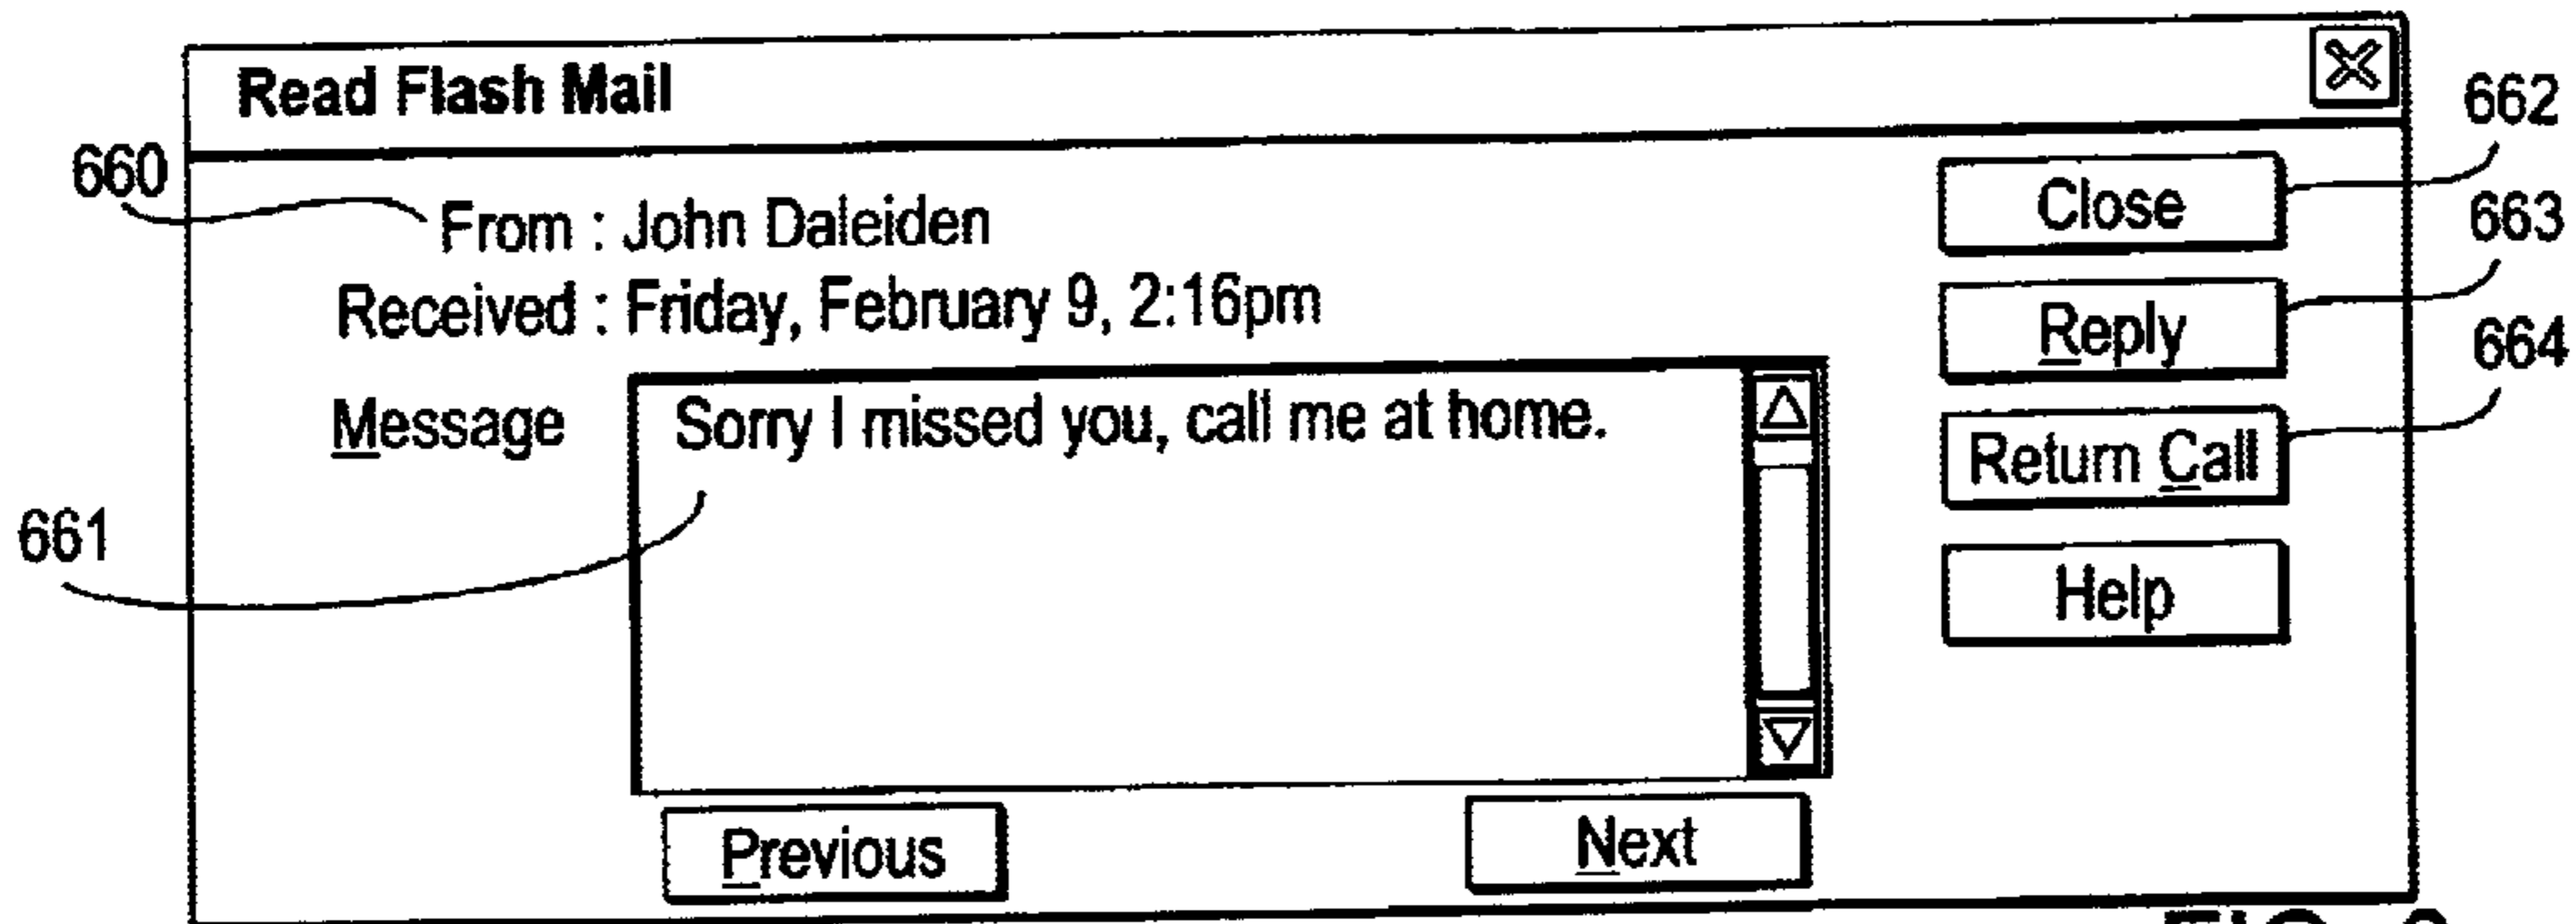 Read Flash Mail
660
From : John Daleiden
Received : Friday, February 9, 2:16pm
Message
Sorry I missed you, call me at home.
661
Close
662
Reply
663
Return Call
664
Help
Previous
Next